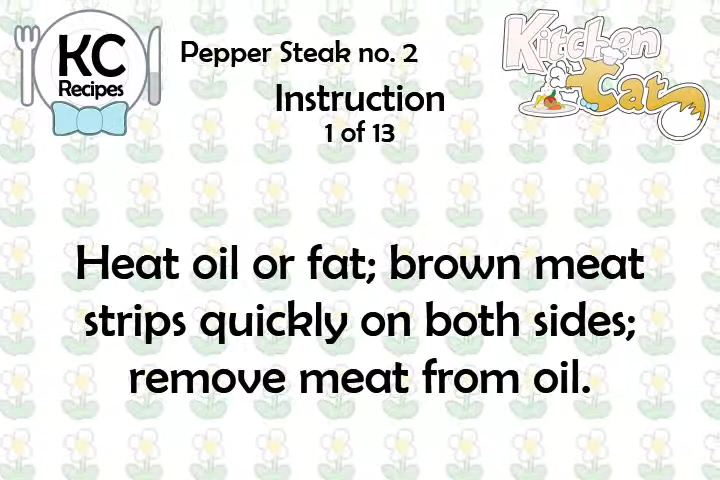 KC
Recipes
Pepper Steak no. 2
Kitchen
Cat
Instruction
1 of 13
Heat oil or fat; brown meat
strips quickly on both sides;
remove meat from oil.